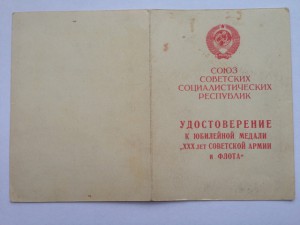 СОЮЗ
СОВЕТСКИХ
СОЦИАЛИСТИЧЕСКИХ
РЕСПУБЛИК
УДОСТОВЕРЕНИЕ
К ЮБИЛЕЙНОЙ МЕДАЛИ
„XXX ЛЕТ СОВЕТСКОЙ АРМИИ
И ФЛОТА“